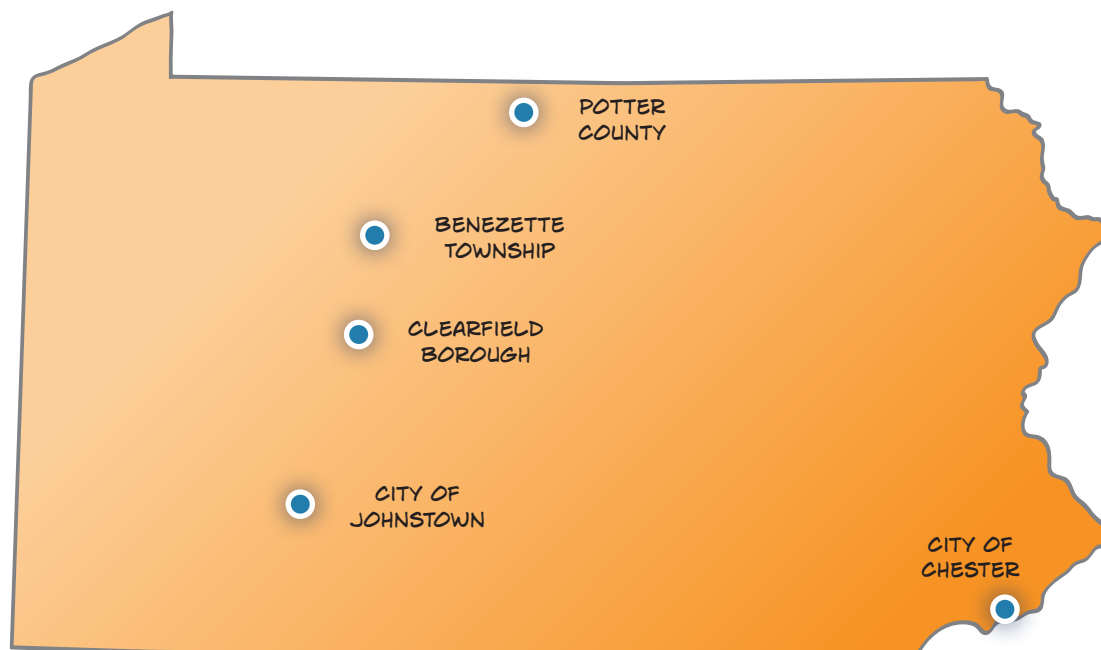 POTTER
COUNTY
BENEZETTE
TOWNSHIP
CLEARFIELD
BOROUGH
CITY OF
JOHNSTOWN
CITY OF
CHESTER